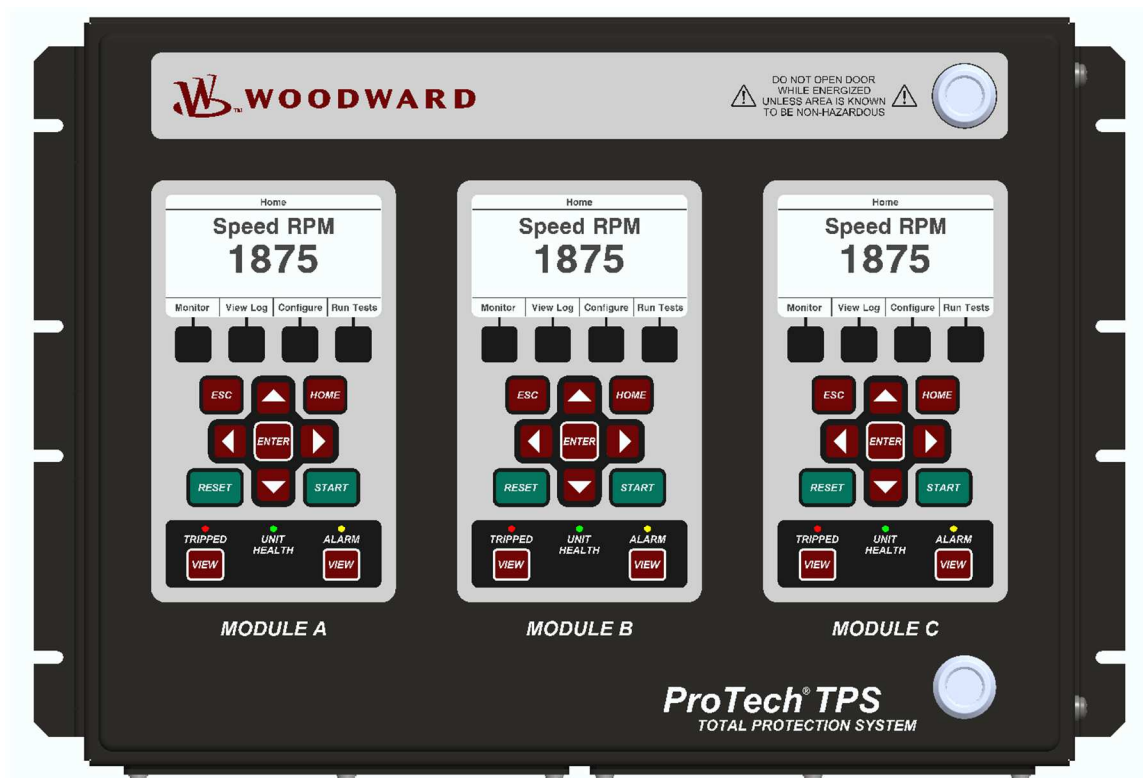 WOODWARD
DO NOT OPEN DOOR
WHILE ENERGIZED
UNLESS AREA IS KNOWN
TO BE NON-HAZARDOUS
Home
Speed RPM
1875
Monitor View Log Configure Run Tests
ESC HOME
ENTER
RESET START
TRIPPED UNIT HEALTH ALARM
VIEW VIEW
MODULE A
Home
Speed RPM
1875
Monitor View Log Configure Run Tests
ESC HOME
ENTER
RESET START
TRIPPED UNIT HEALTH ALARM
VIEW VIEW
MODULE B
Home
Speed RPM
1875
Monitor View Log Configure Run Tests
ESC HOME
ENTER
RESET START
TRIPPED UNIT HEALTH ALARM
VIEW VIEW
MODULE C
ProTech® TPS
TOTAL PROTECTION SYSTEM